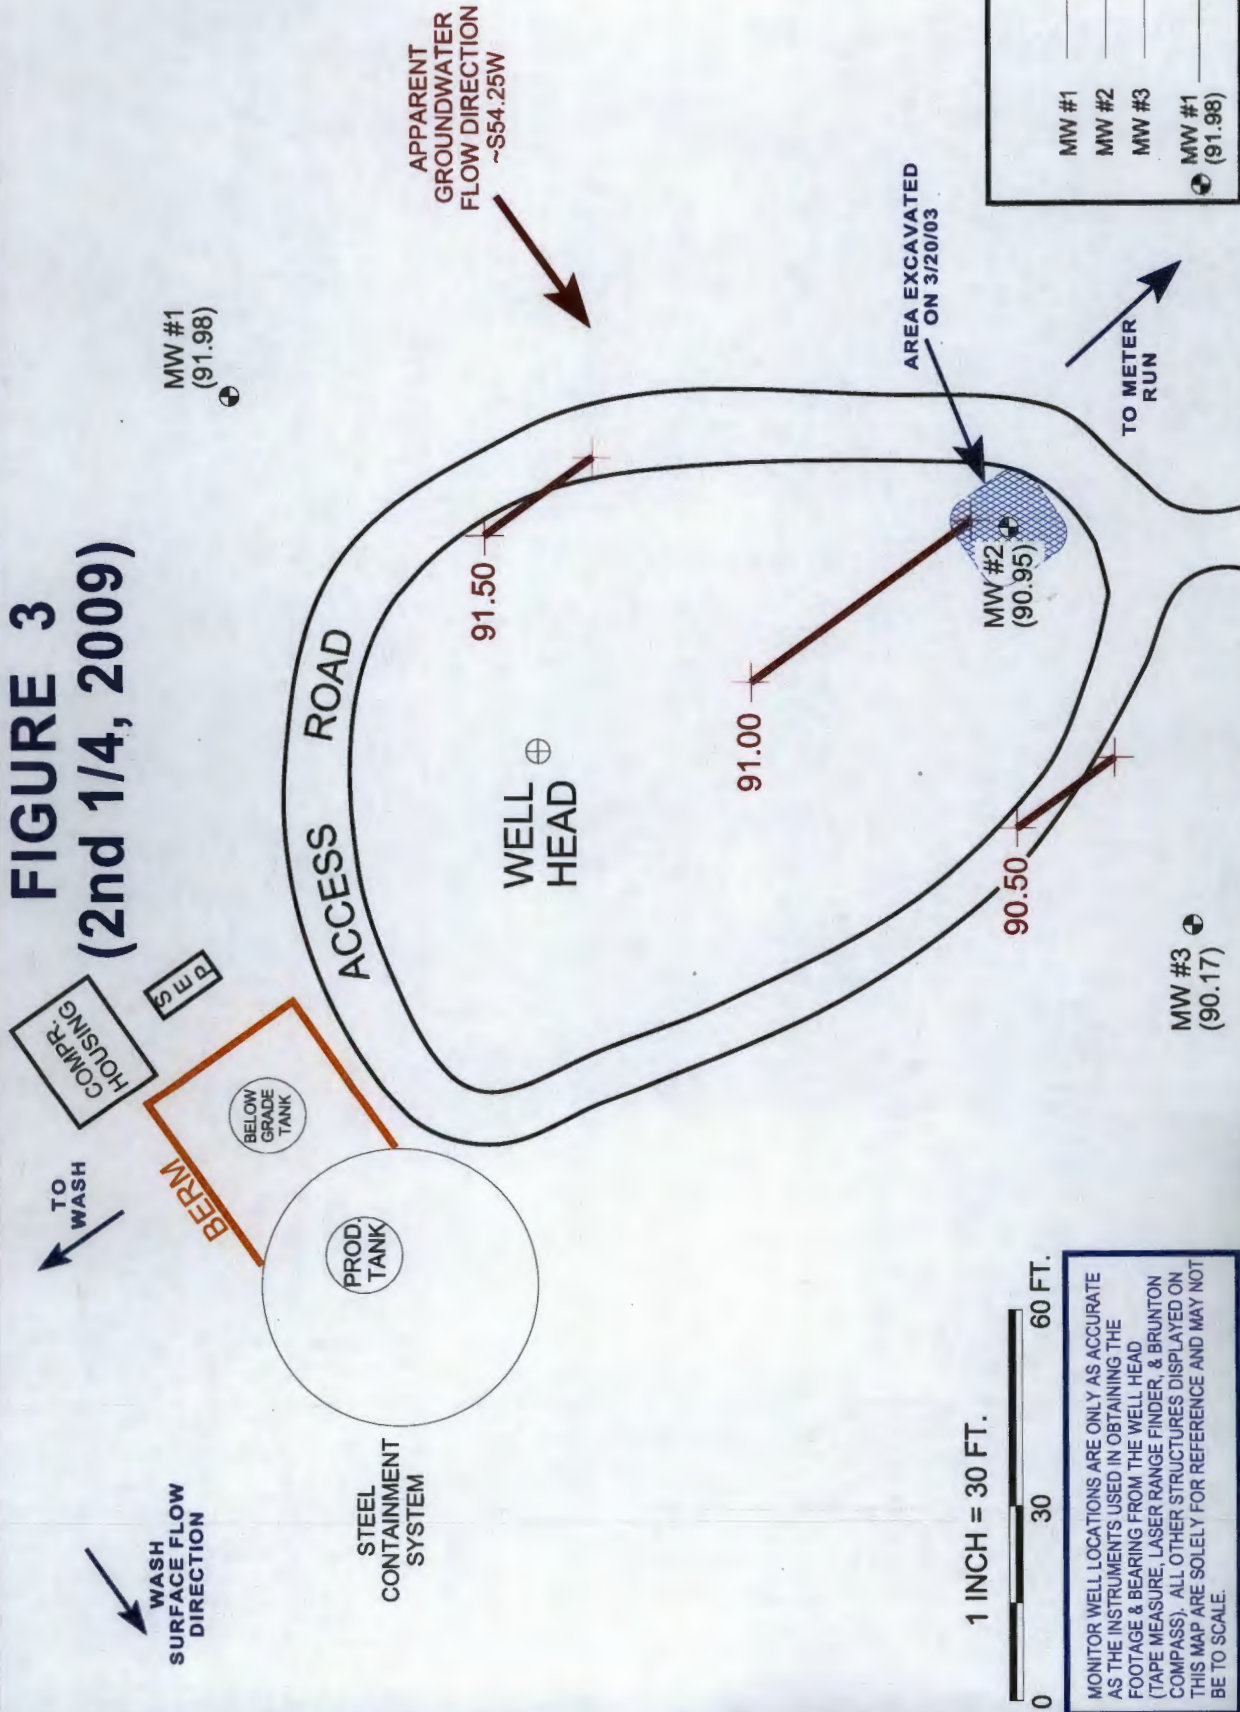 FIGURE 3
(2nd 1/4, 2009)
APPARENT
GROUNDWATER
FLOW DIRECTION
~S54.25W
MW #1
(91.98)
COMPR.
HOUSING
SEP
BELOW
GRADE
TANK
BERM
TO
WASH
PROD.
TANK
WASH
SURFACE FLOW
DIRECTION
STEEL
CONTAINMENT
SYSTEM
ACCESS ROAD
WELL
HEAD
91.50
91.00
90.50
AREA EXCAVATED
ON 3/20/03
MW #2
(90.95)
MW #3
(90.17)
TO METER
RUN
MW #1
MW #2
MW #3
MW #1
(91.98)
1 INCH = 30 FT.
0 30 60 FT.
MONITOR WELL LOCATIONS ARE ONLY AS ACCURATE
AS THE INSTRUMENTS USED IN OBTAINING THE
FOOTAGE & BEARING FROM THE WELL HEAD
(TAPE MEASURE, LASER RANGE FINDER, & BRUNTON
COMPASS). ALL OTHER STRUCTURES DISPLAYED ON
THIS MAP ARE SOLELY FOR REFERENCE AND MAY NOT
BE TO SCALE.